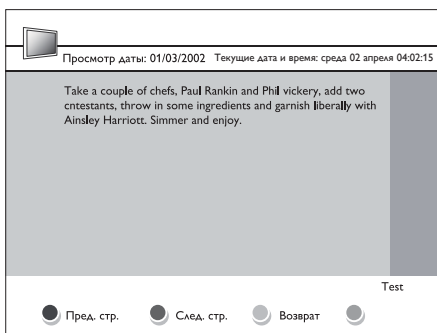 Просмотр даты: 01/03/2002 Текущие дата и время: среда 02 апреля 04:02:15
Take a couple of chefs, Paul Rankin and Phil vickery, add two
cntestants, throw in some ingredients and garnish liberally with
Ainsley Harriott. Simmer and enjoy.
Test
Пред. стр. След. стр. Возврат